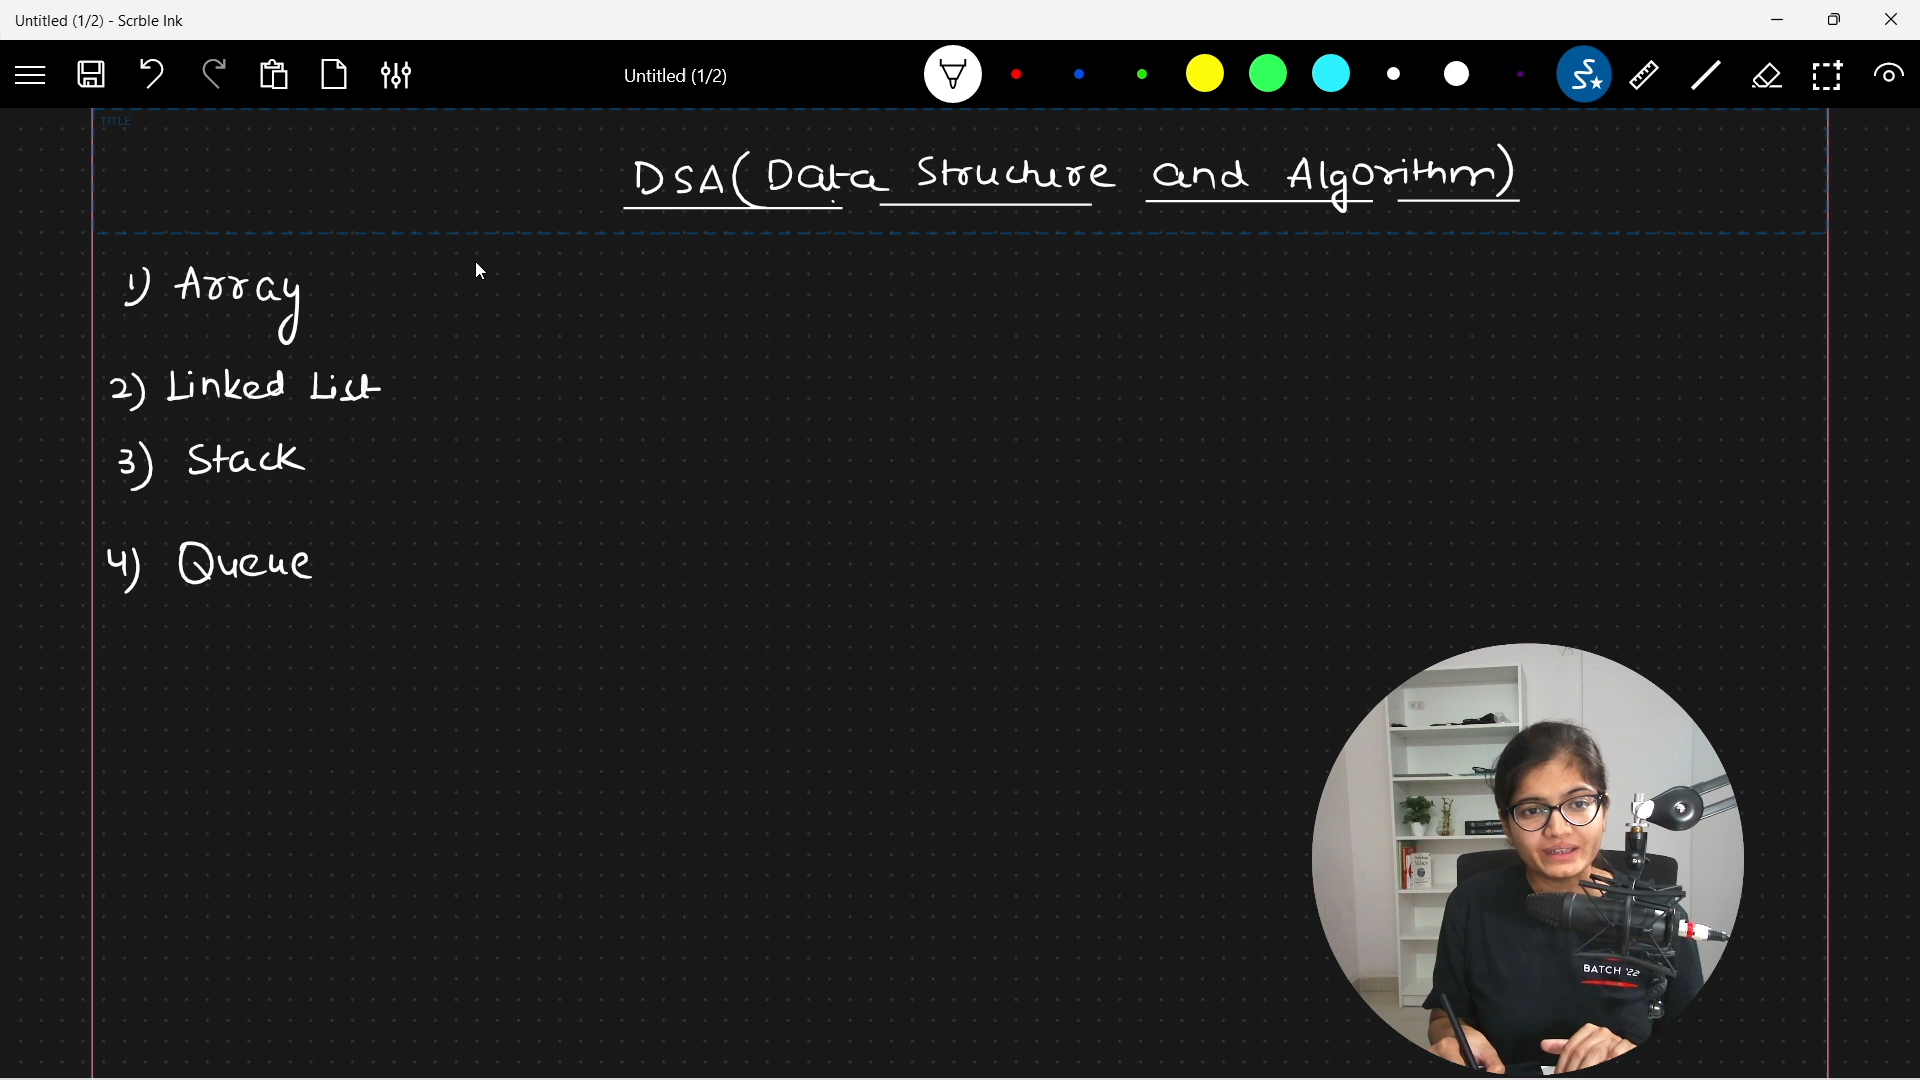 Untitled (1/2) - Scrble Ink
Untitled (1/2)
TITLE
DSA (Data Structure and Algorithm)
1) Array
2) Linked List
3) Stack
4) Queue
BATCH '22